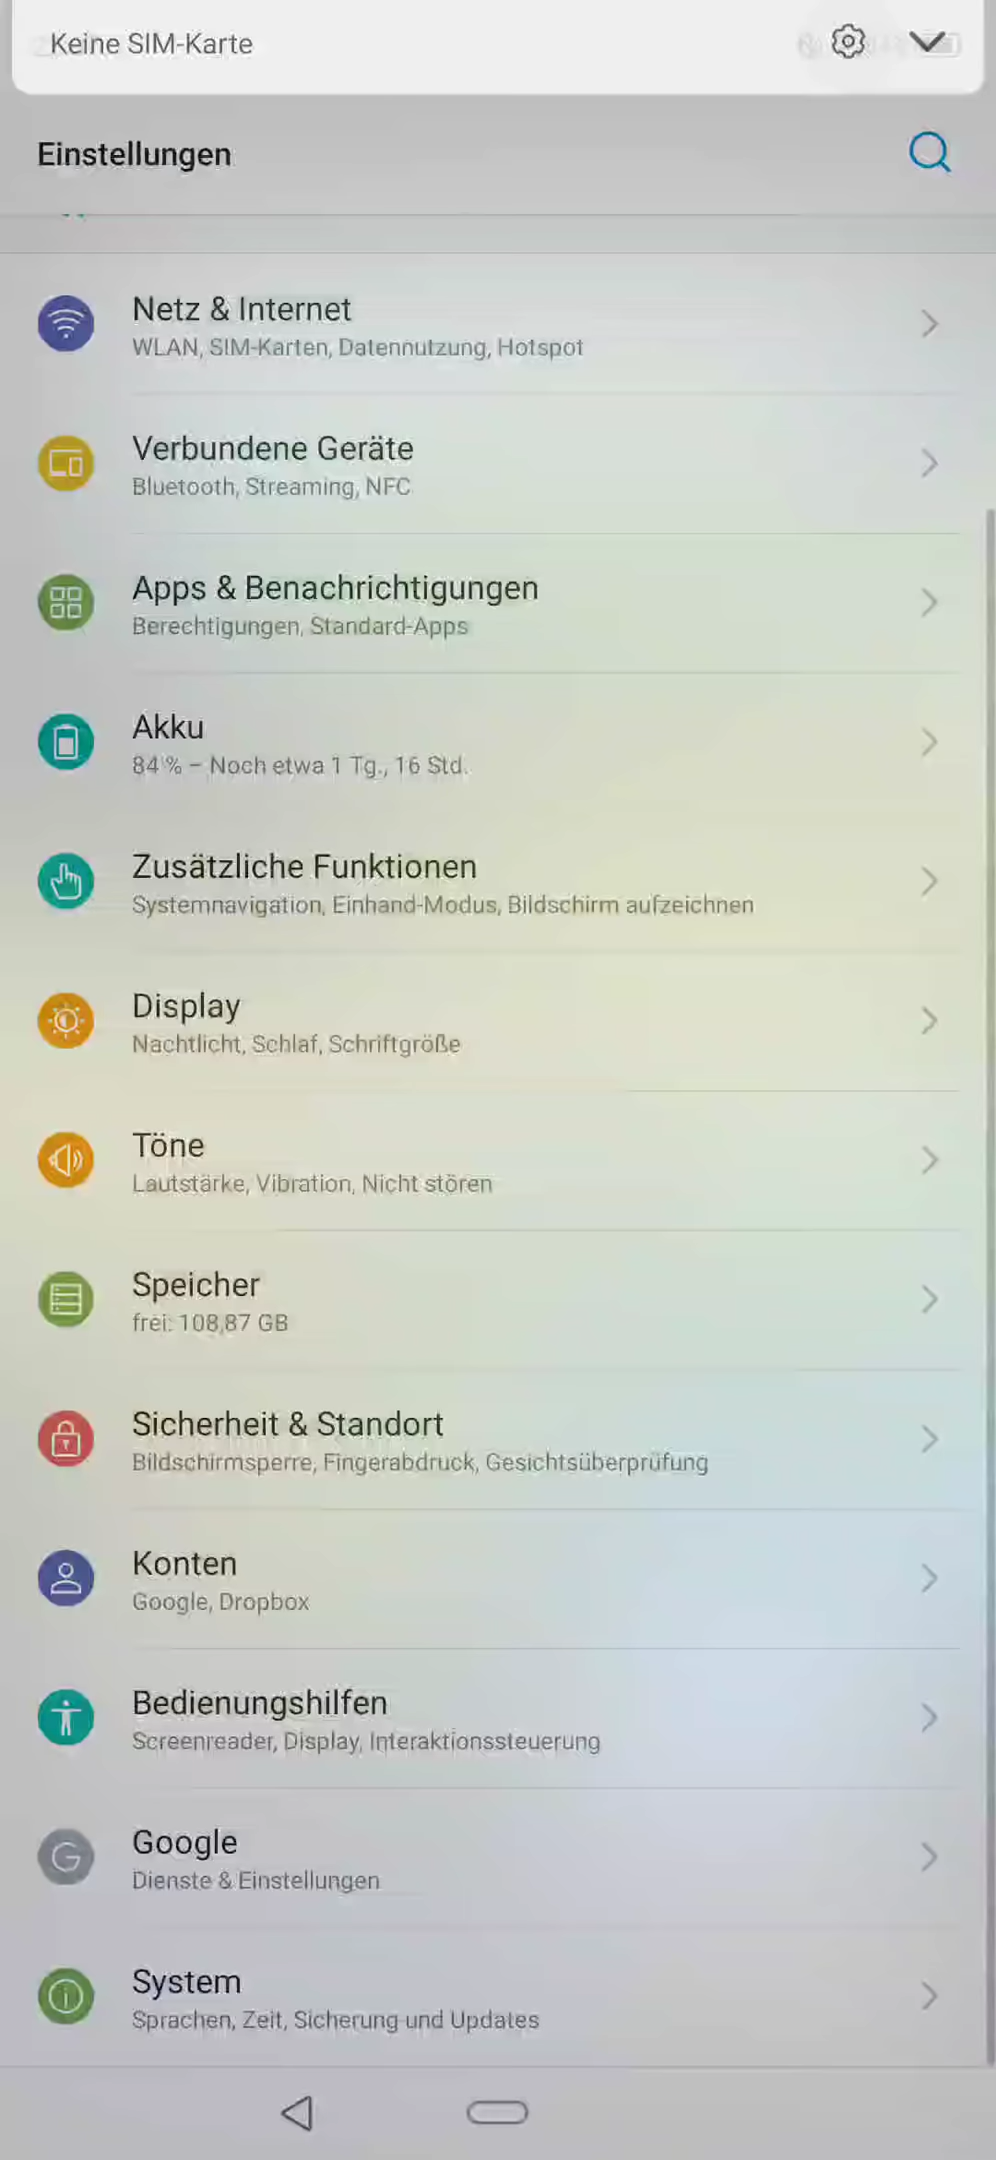 Keine SIM-Karte
Einstellungen
Netz & Internet
WLAN, SIM-Karten, Datennutzung, Hotspot
Verbundene Geräte
Bluetooth, Streaming, NFC
Apps & Benachrichtigungen
Berechtigungen, Standard-Apps
Akku
84 % – Noch etwa 1 Tg., 16 Std.
Zusätzliche Funktionen
Systemnavigation, Einhand-Modus, Bildschirm aufzeichnen
Display
Nachtlicht, Schlaf, Schriftgröße
Töne
Lautstärke, Vibration, Nicht stören
Speicher
frei: 108,87 GB
Sicherheit & Standort
Bildschirmsperre, Fingerabdruck, Gesichtsüberprüfung
Konten
Google, Dropbox
Bedienungshilfen
Screenreader, Display, Interaktionssteuerung
Google
Dienste & Einstellungen
System
Sprachen, Zeit, Sicherung und Updates